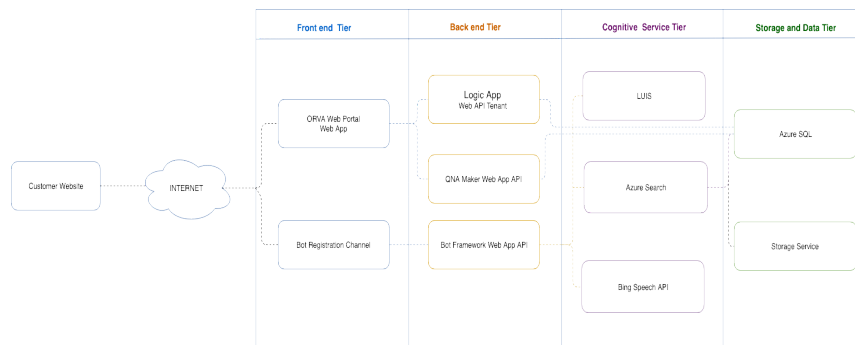 Front end Tier
Back end Tier
Cognitive Service Tier
Storage and Data Tier
Logic App
Web API Tenant
LUIS
ORVA Web Portal
Web App
Azure SQL
QNA Maker Web App API
Azure Search
Customer Website
INTERNET
Bot Registration Channel
Bot Framework Web App API
Storage Service
Bing Speech API